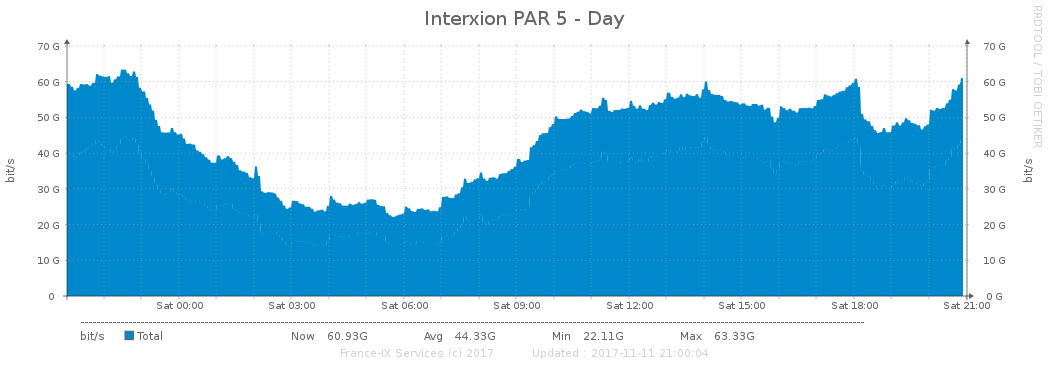 Interxion PAR 5 - Day
RRDTOOL / TOBI OETIKER
70 G 70 G
60 G 60 G
50 G 50 G
40 G 40 G
30 G 30 G
20 G 20 G
10 G 10 G
0 0 G
bit/s
bit/s
Sat 00:00 Sat 03:00 Sat 06:00 Sat 09:00 Sat 12:00 Sat 15:00 Sat 18:00 Sat 21:00
bit/s Total Now 60.93G Avg 44.33G Min 22.11G Max 63.33G
France-IX Services (c) 2017 Updated : 2017-11-11 21:00:04